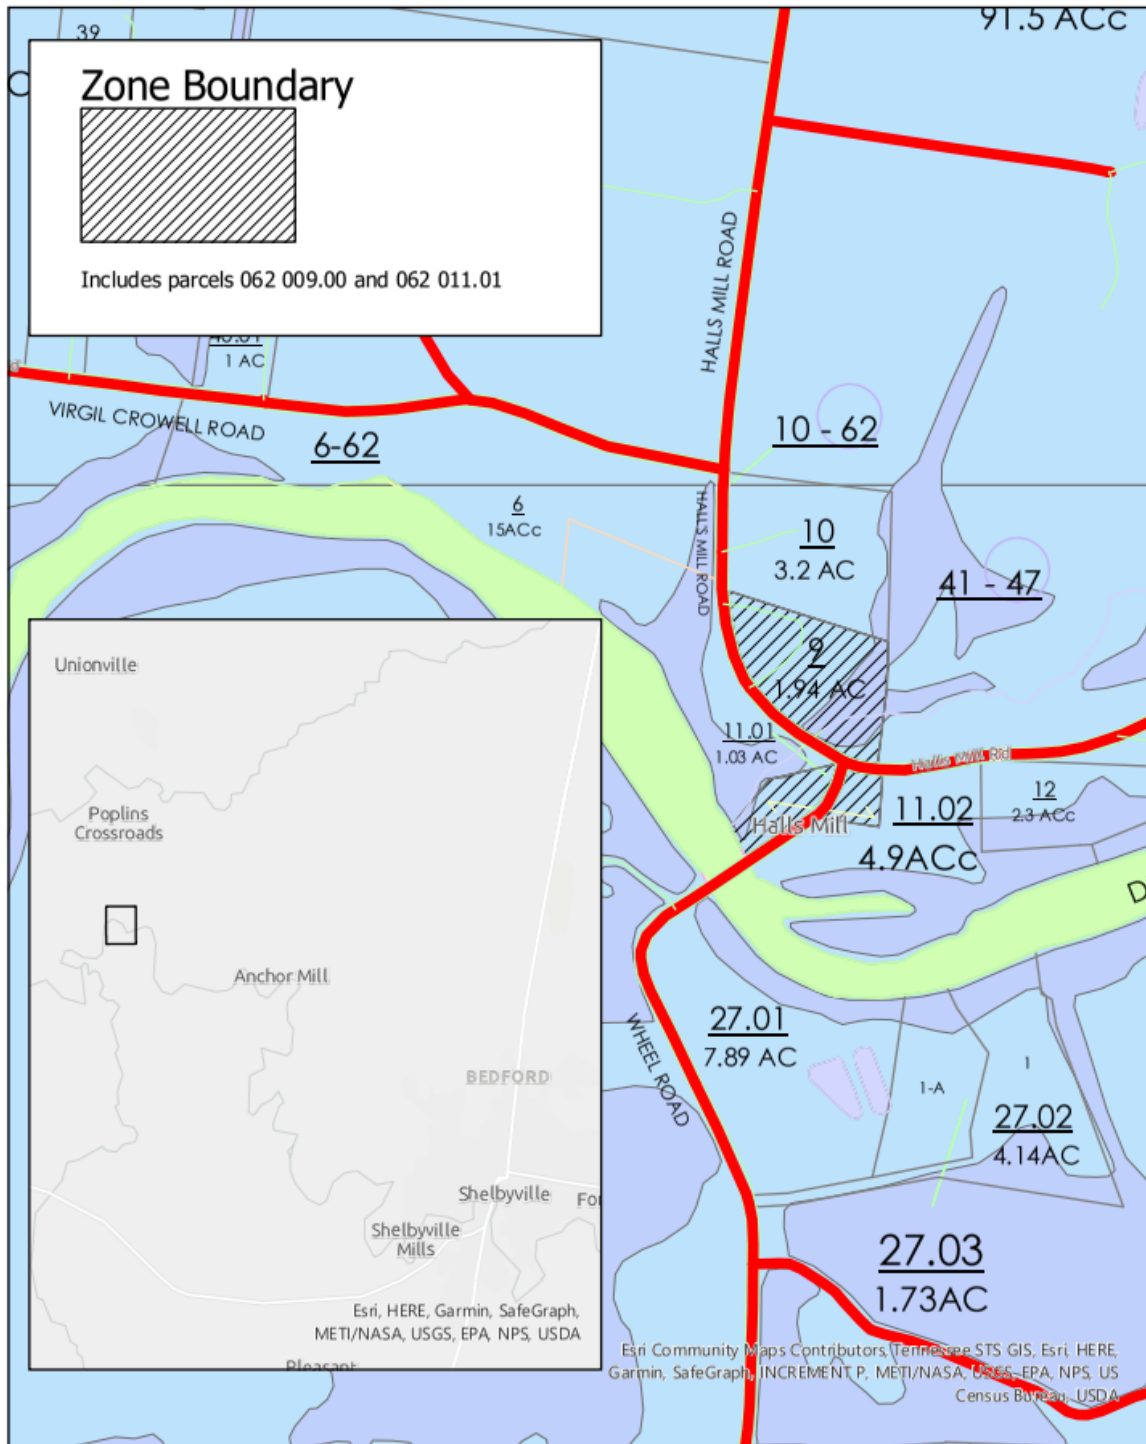 39
91.5 ACc
Zone Boundary
Includes parcels 062 009.00 and 062 011.01
1 AC
VIRGIL CROWELL ROAD
6-62
HALLS MILL ROAD
10 - 62
6
15ACc
HALL'S MILL ROAD
10
3.2 AC
41 - 47
9
1.94 AC
11.01
1.03 AC
Halls Mill Rd
12
2.3 ACc
11.02
4.9ACc
Halls Mill
D
Unionville
Poplins
Crossroads
Anchor Mill
BEDFORD
Shelbyville
For
Shelbyville
Mills
Esri, HERE, Garmin, SafeGraph,
METI/NASA, USGS, EPA, NPS, USDA
Pleasant
WHEEL ROAD
27.01
7.89 AC
1-A
1
27.02
4.14AC
27.03
1.73AC
Esri Community Maps Contributors, Tennessee STS GIS, Esri, HERE,
Garmin, SafeGraph, INCREMENT P, METI/NASA, USGS, EPA, NPS, US
Census Bureau, USDA